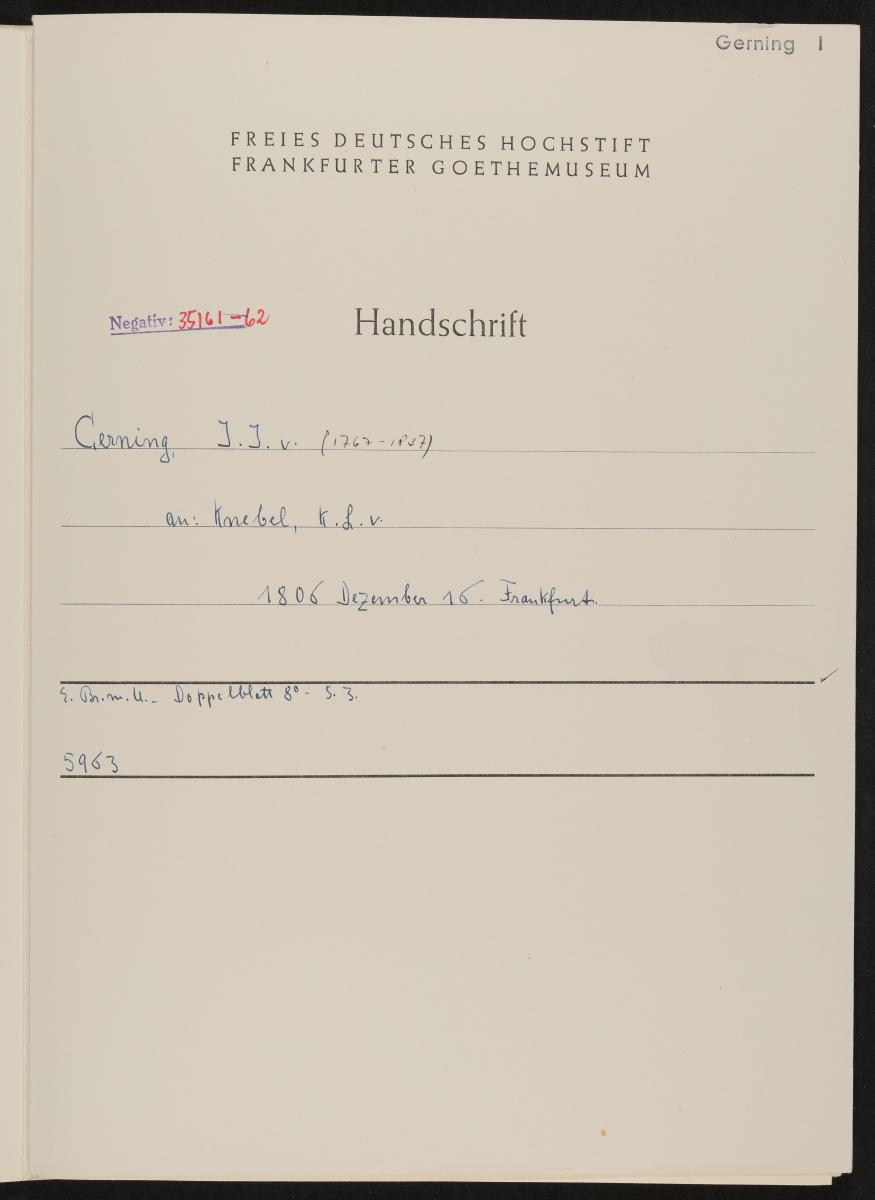 Gerning I
FREIES DEUTSCHES HOCHSTIFT
FRANKFURTER GOETHEMUSEUM
Negativ: 35161-62
Handschrift
Gerning, J. J. v. (1767-1837)
an: Knebel, K. L. v.
1806 Dezember 16. Frankfurt.
E. Br. m. U. - Doppelblatt 8° - S. 3.
5963